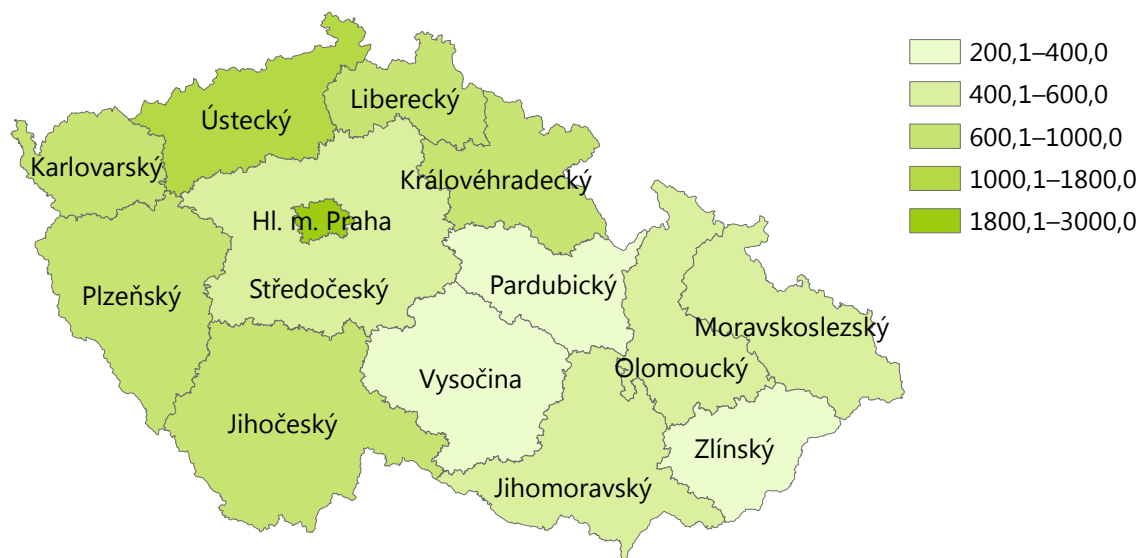 200,1–400,0
400,1–600,0
600,1–1000,0
1000,1–1800,0
1800,1–3000,0
Liberecký
Ústecký
Karlovarský
Královéhradecký
Hl. m. Praha
Středočeský
Pardubický
Plzeňský
Moravskoslezský
Olomoucký
Vysočina
Jihočeský
Zlínský
Jihomoravský